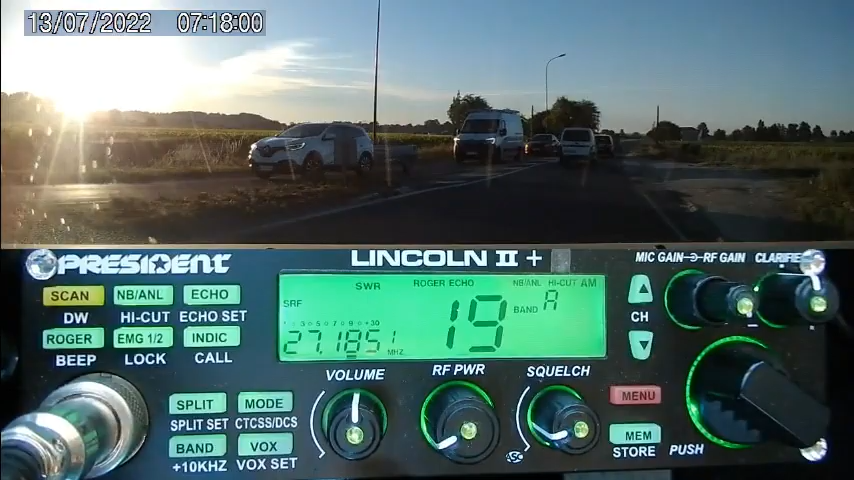 13/07/2022 07:18:00
PRESIDENT LINCOLN II +
MIC GAIN RF GAIN CLARIFIER
SCAN NB/ANL ECHO
DW HI-CUT ECHO SET
ROGER EMG 1/2 INDIC
BEEP LOCK CALL
SWR ROGER ECHO NB/ANL HI-CUT AM
SRF
BAND A
19
27.1851 MHZ
CH
VOLUME RF PWR SQUELCH
MENU
SPLIT MODE
SPLIT SET CTCSS/DCS
BAND VOX
+10KHZ VOX SET
ASC
MEM
STORE PUSH